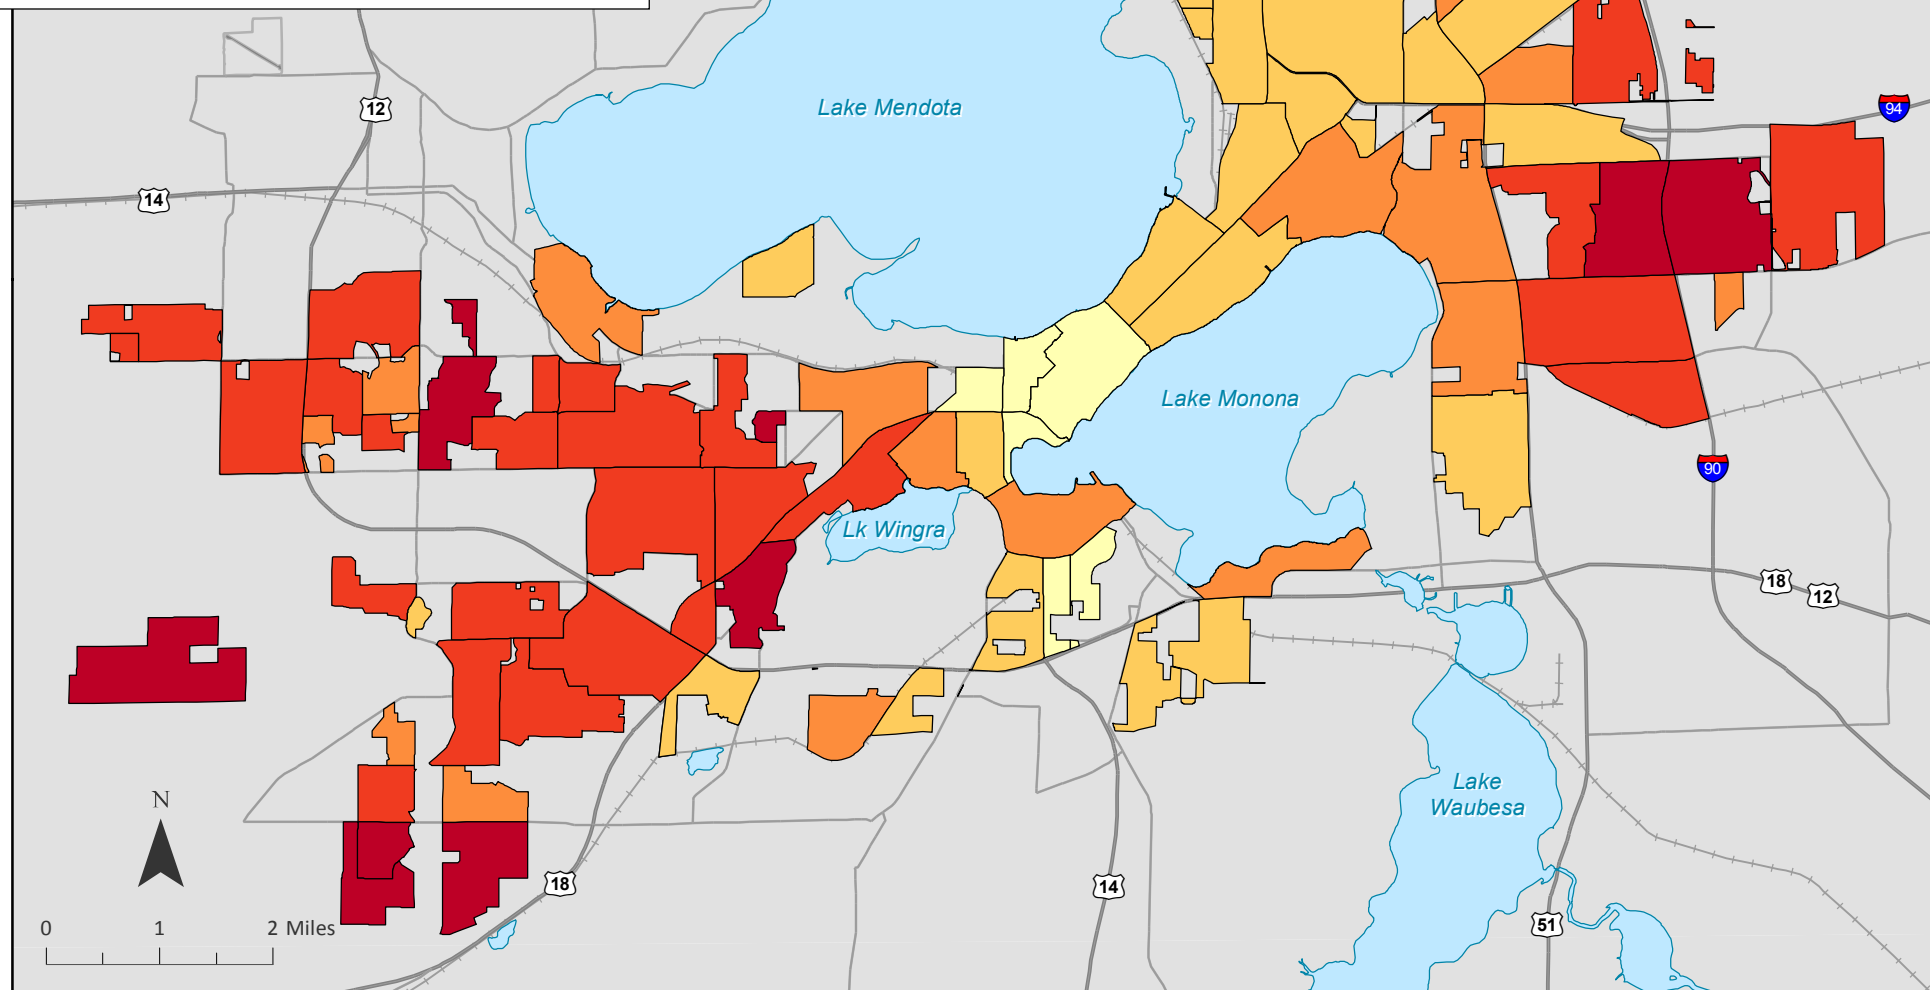 Lake Mendota
12
94
14
Lake Monona
90
Lk Wingra
18
12
Lake
Waubesa
N
18
14
51
0 1 2 Miles